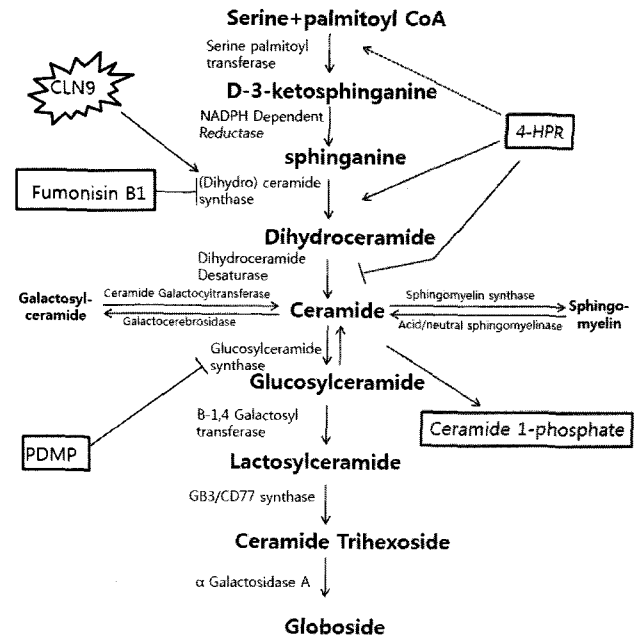 Serine+palmitoyl CoA
Serine palmitoyl
transferase
CLN9
D-3-ketosphinganine
NADPH Dependent
Reductase
4-HPR
sphinganine
Fumonisin B1
(Dihydro) ceramide
synthase
Dihydroceramide
Dihydroceramide
Desaturase
Galactosyl-
ceramide
Ceramide Galactocyltransferase
Galactocerebrosidase
Ceramide
Sphingomyelin synthase
Acid/neutral sphingomyelinase
Sphingo-
myelin
Glucosylceramide
synthase
Glucosylceramide
B-1,4 Galactosyl
transferase
Ceramide 1-phosphate
PDMP
Lactosylceramide
GB3/CD77 synthase
Ceramide Trihexoside
α Galactosidase A
Globoside